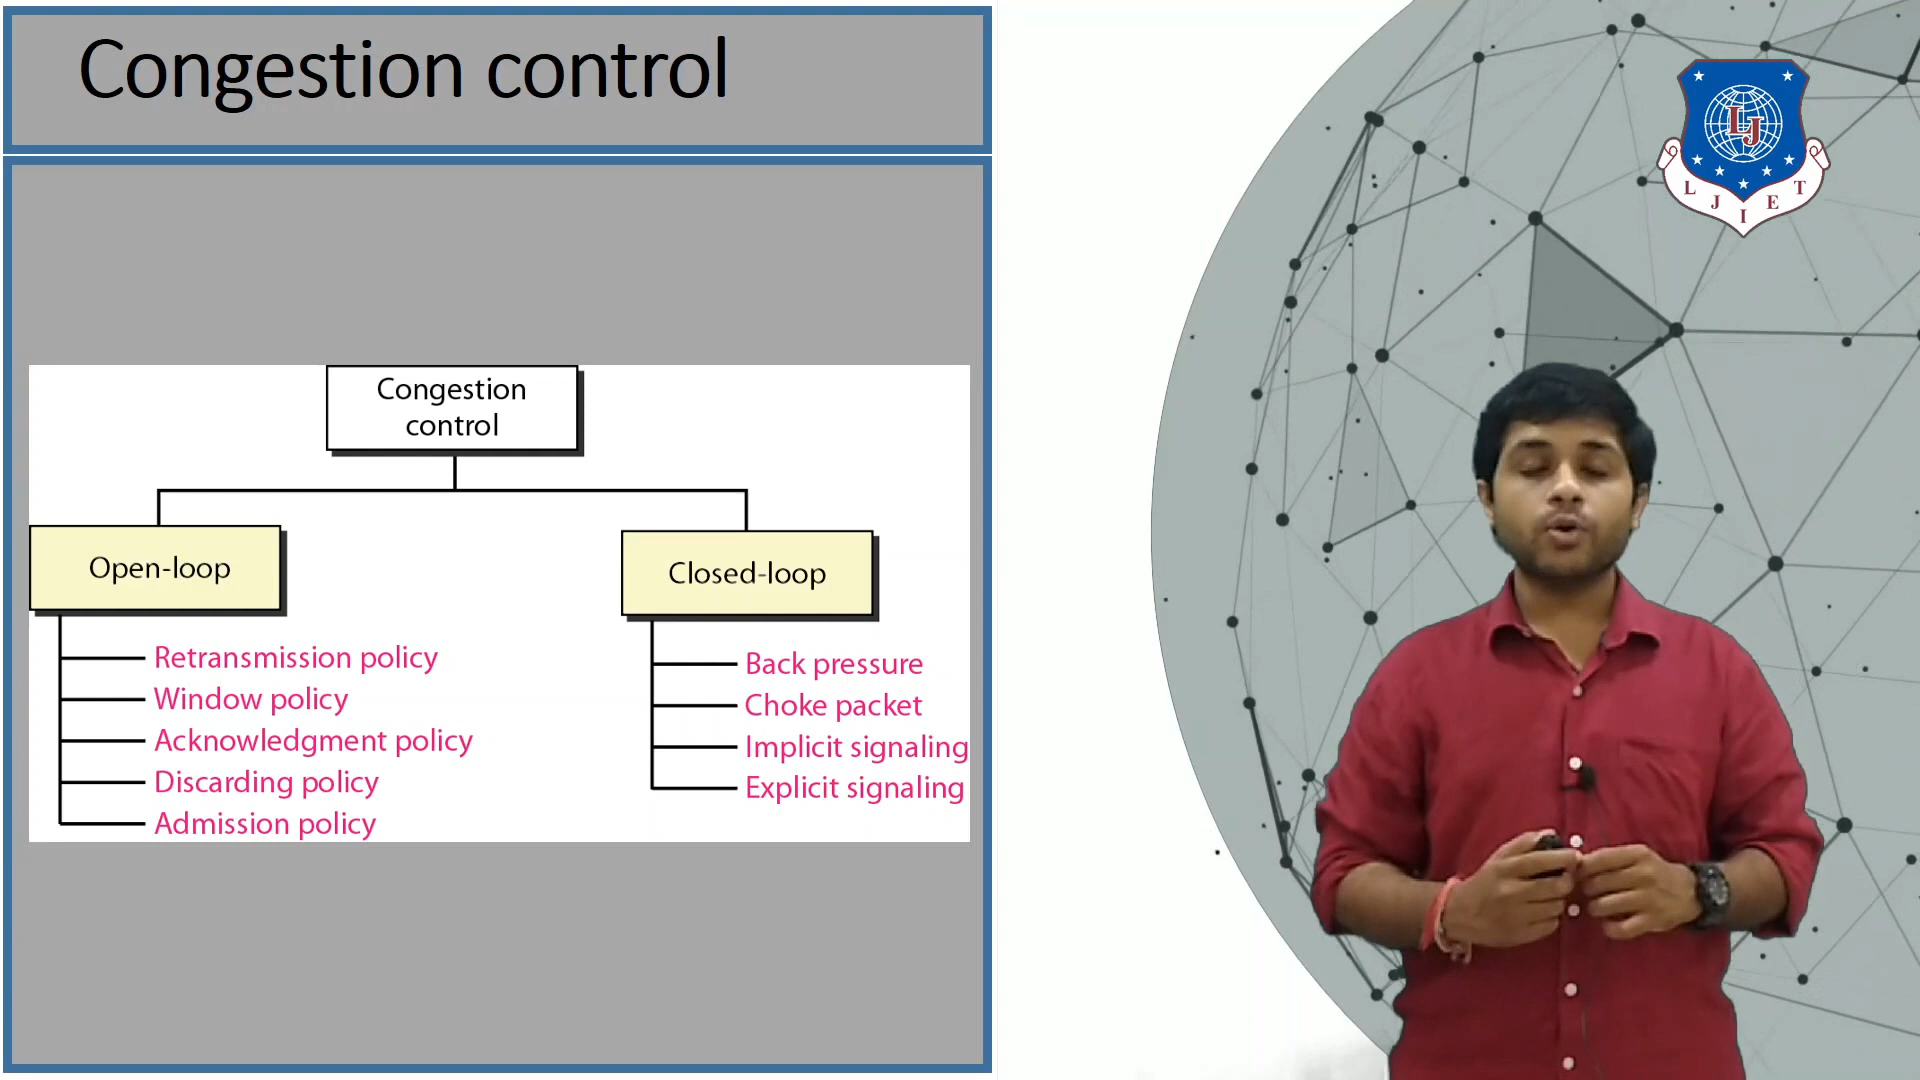 Congestion control
Congestion
control
Open-loop
Retransmission policy
Window policy
Acknowledgment policy
Discarding policy
Admission policy
Closed-loop
Back pressure
Choke packet
Implicit signaling
Explicit signaling
LJ
L J I E T